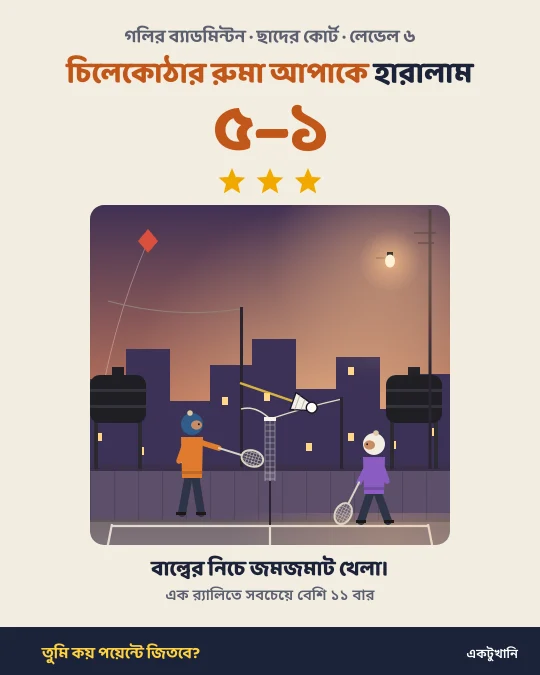 গলির ব্যাডমিন্টন · ছাদের কোর্ট · লেভেল ৬
চিলেকোঠার রুমা আপাকে হারালাম
৫–১
বাল্বের নিচে জমজমাট খেলা।
এক র‍্যালিতে সবচেয়ে বেশি ১১ বার
তুমি কয় পয়েন্টে জিতবে?
একটুখানি